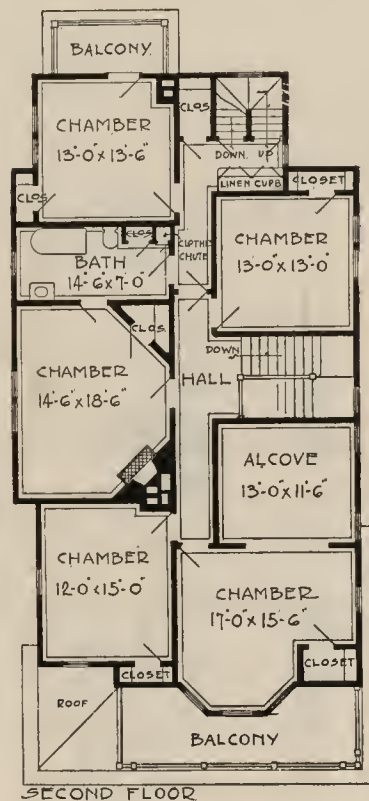 BALCONY
CLOS.
CHAMBER
13'-0"x13'-6"
DOWN. UP
LINEN CUPB.
CLOSET
CLOS.
CLOS.
CLOTHES
CHUTE
BATH
14'-6"x7'-0
CHAMBER
13'-0"x13'-0"
CLOS.
DOWN
HALL
CHAMBER
14'-6"x18'-6"
ALCOVE
13'-0"x11'-6"
CHAMBER
12'-0"x15'-0"
CHAMBER
17'-0"x15'-6"
CLOSET
CLOSET
ROOF
BALCONY
SECOND FLOOR